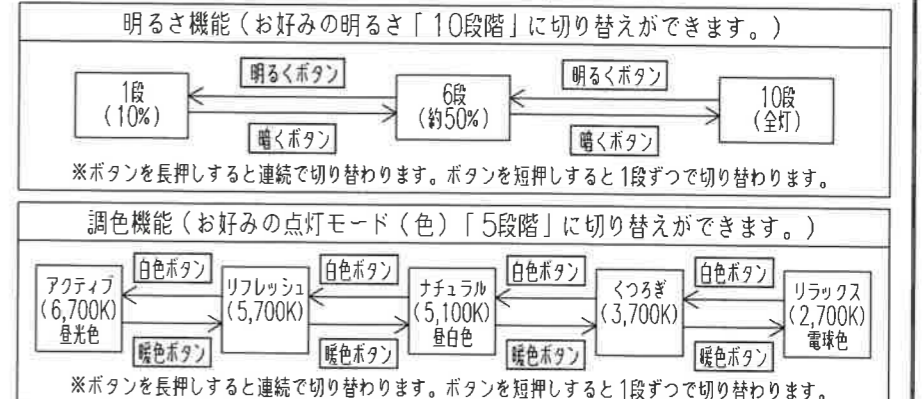 明るさ機能(お好みの明るさ「10段階」に切り替えができます。)
明るくボタン
明るくボタン
1段
(10%)
6段
(約50%)
10段
(全灯)
暗くボタン
暗くボタン
※ボタンを長押しすると連続で切り替わります。ボタンを短押しすると1段ずつで切り替わります。
調色機能(お好みの点灯モード(色)「5段階」に切り替えができます。)
白色ボタン
白色ボタン
白色ボタン
白色ボタン
アクティブ
(6,700K)
昼光色
リフレッシュ
(5,700K)
ナチュラル
(5,100K)
昼白色
くつろぎ
(3,700K)
リラックス
(2,700K)
電球色
暖色ボタン
暖色ボタン
暖色ボタン
暖色ボタン
※ボタンを長押しすると連続で切り替わります。ボタンを短押しすると1段ずつで切り替わります。